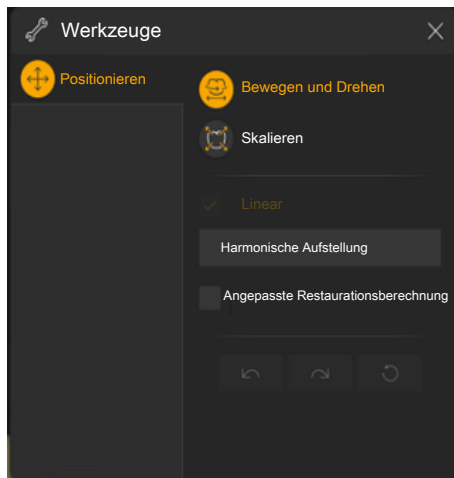 Werkzeuge
Positionieren
Bewegen und Drehen
Skalieren
Linear
Harmonische Aufstellung
Angepasste Restaurationsberechnung